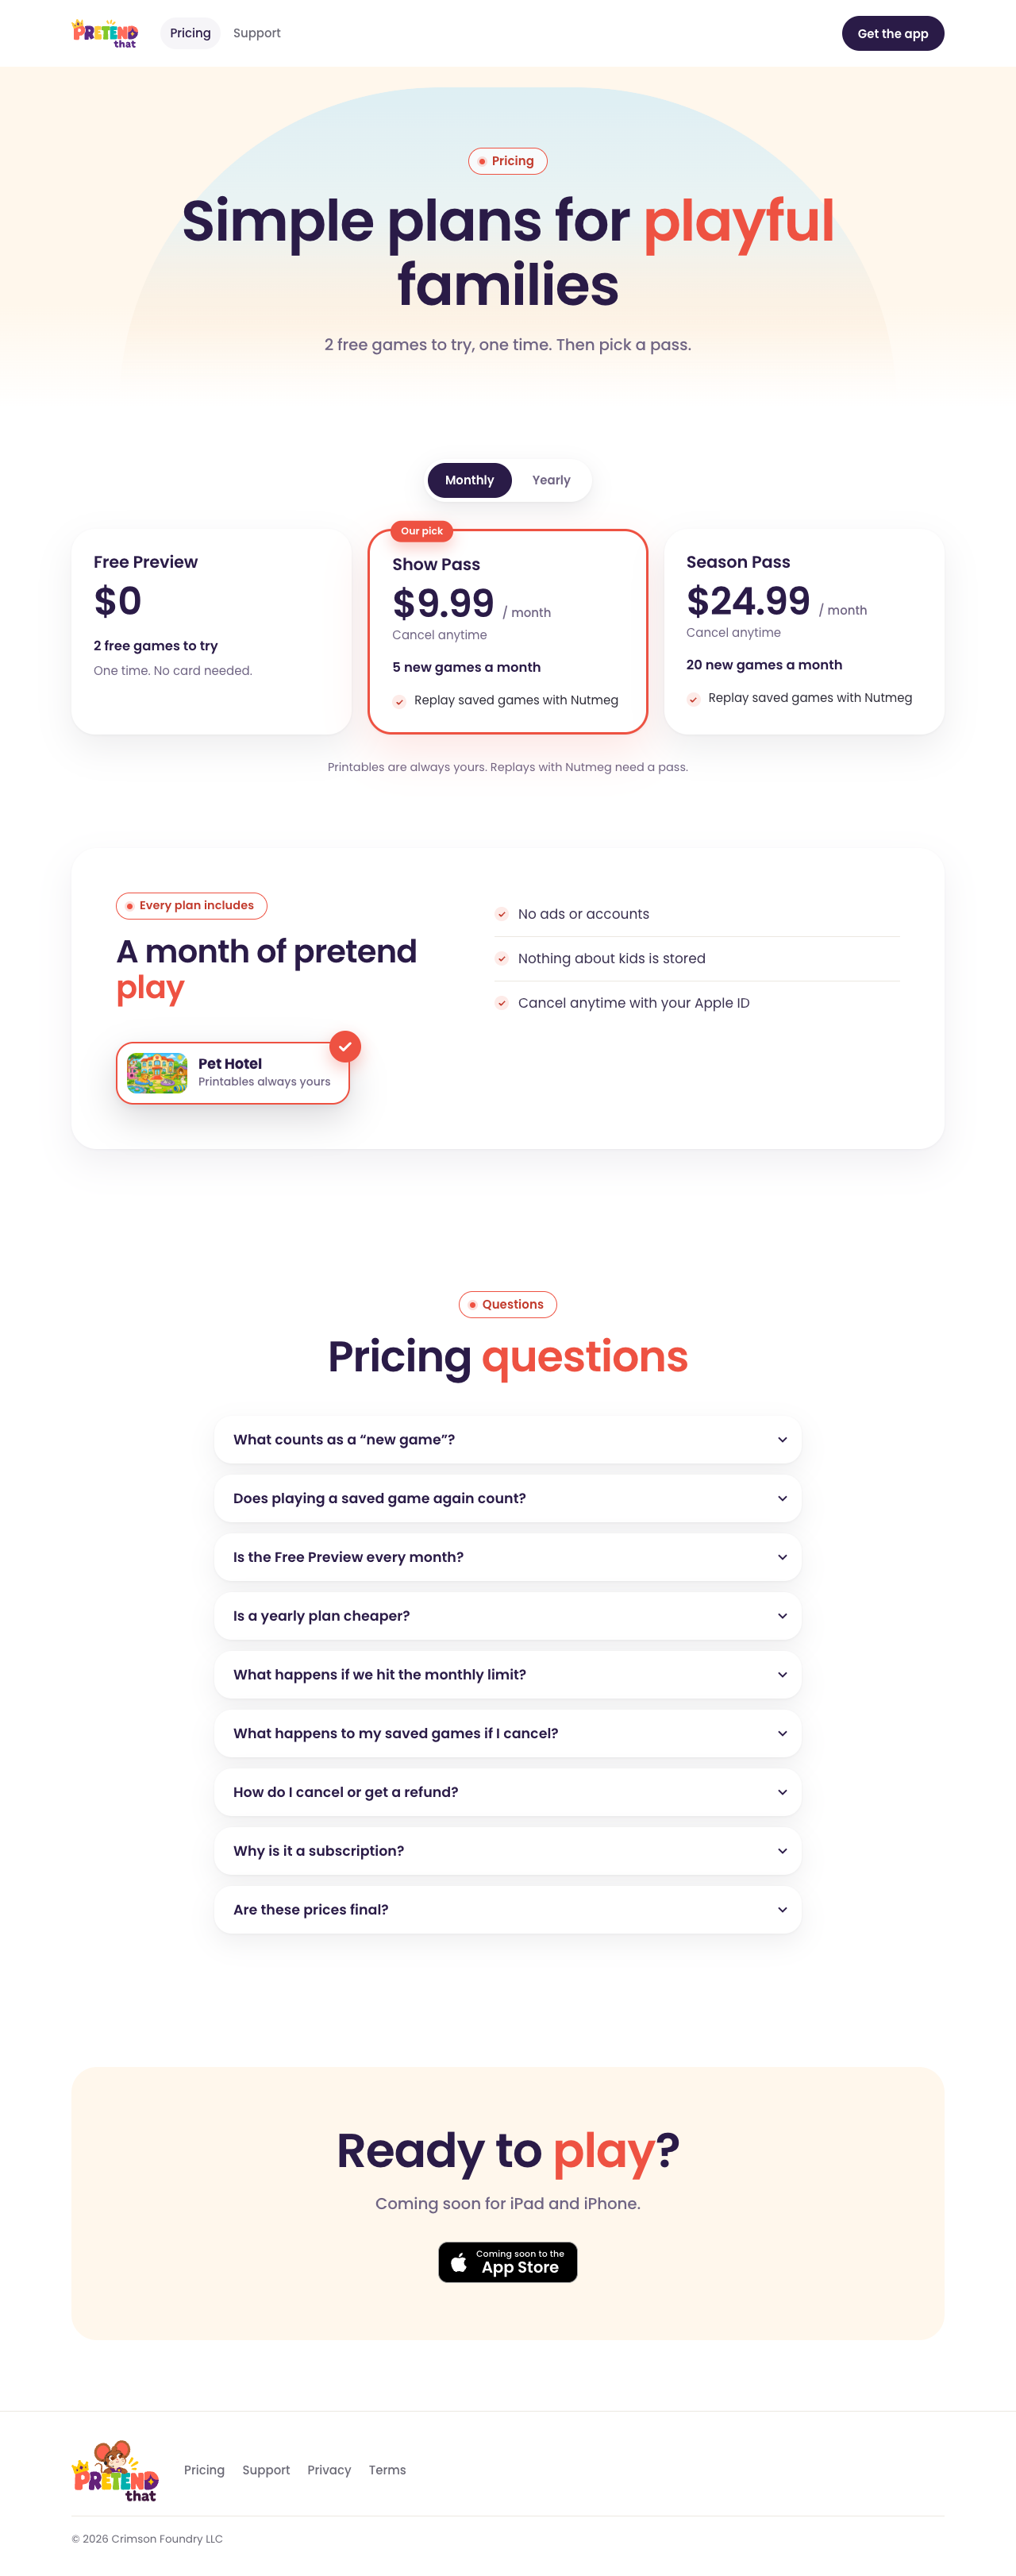 PRETEND
that
Pricing
Support
Get the app
Pricing
Simple plans for playful
families
2 free games to try, one time. Then pick a pass.
Monthly
Yearly
Free Preview
$0
2 free games to try
One time. No card needed.
Our pick
Show Pass
$9.99 / month
Cancel anytime
5 new games a month
Replay saved games with Nutmeg
Season Pass
$24.99 / month
Cancel anytime
20 new games a month
Replay saved games with Nutmeg
Printables are always yours. Replays with Nutmeg need a pass.
Every plan includes
A month of pretend
play
Pet Hotel
Printables always yours
No ads or accounts
Nothing about kids is stored
Cancel anytime with your Apple ID
Questions
Pricing questions
What counts as a “new game”?
Does playing a saved game again count?
Is the Free Preview every month?
Is a yearly plan cheaper?
What happens if we hit the monthly limit?
What happens to my saved games if I cancel?
How do I cancel or get a refund?
Why is it a subscription?
Are these prices final?
Ready to play?
Coming soon for iPad and iPhone.
Coming soon to the
App Store
PRETEND
that
Pricing
Support
Privacy
Terms
© 2026 Crimson Foundry LLC